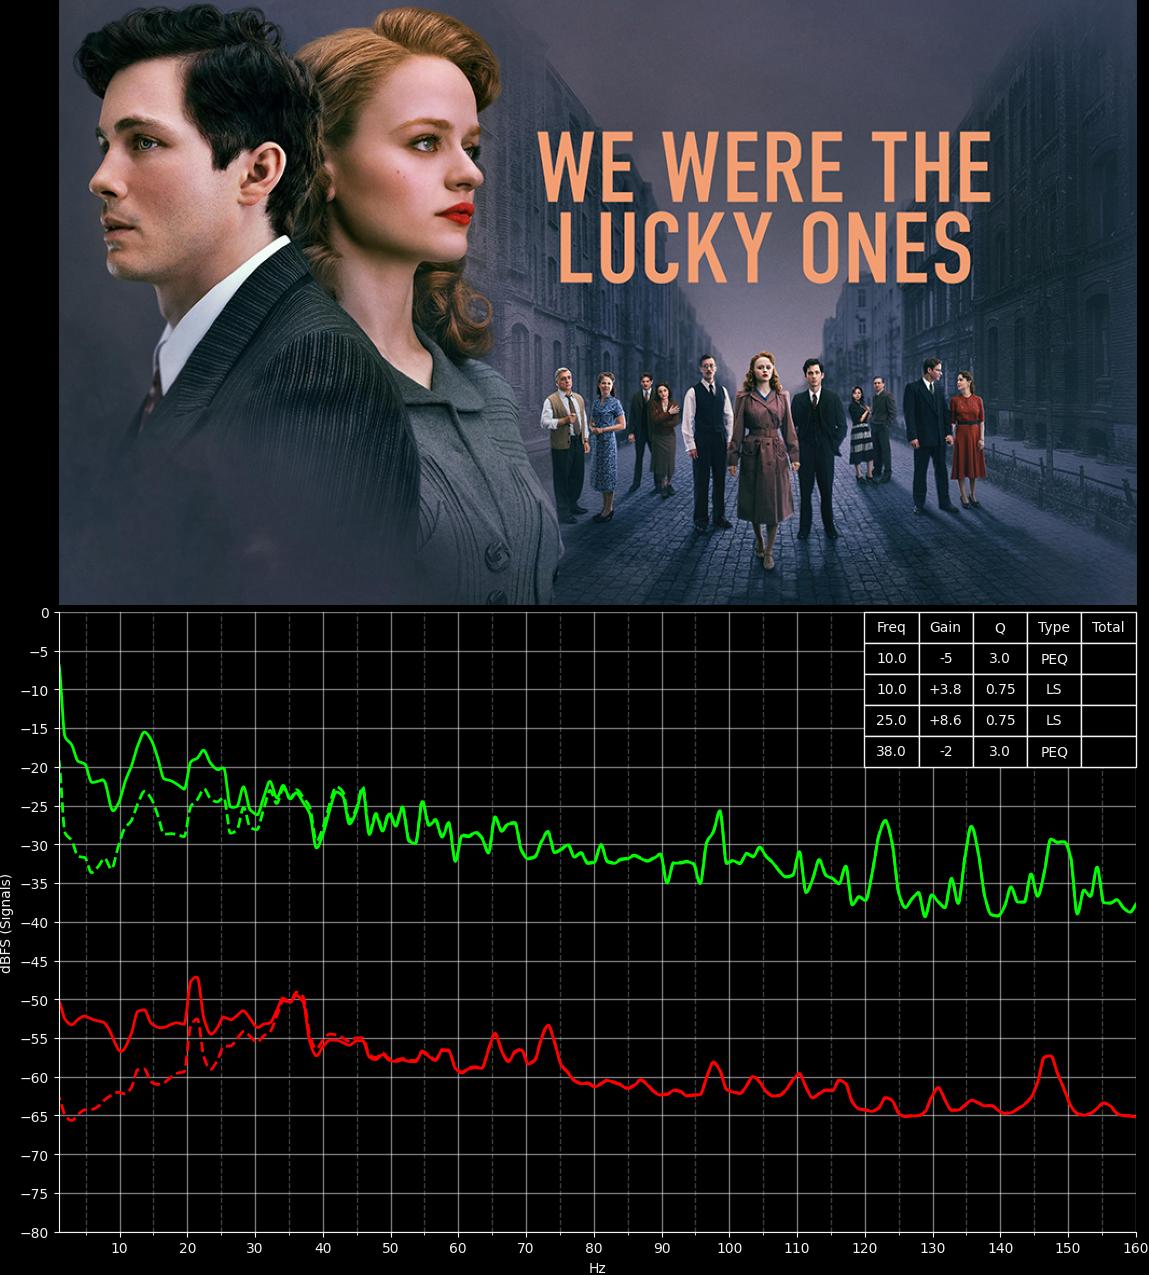 WE WERE THE
LUCKY ONES
Freq Gain Q Type Total
10.0 -5 3.0 PEQ
10.0 +3.8 0.75 LS
25.0 +8.6 0.75 LS
38.0 -2 3.0 PEQ
0
−5
−10
−15
−20
−25
−30
−35
−40
−45
−50
−55
−60
−65
−70
−75
−80
dBFS (Signals)
10 20 30 40 50 60 70 80 90 100 110 120 130 140 150 160
Hz